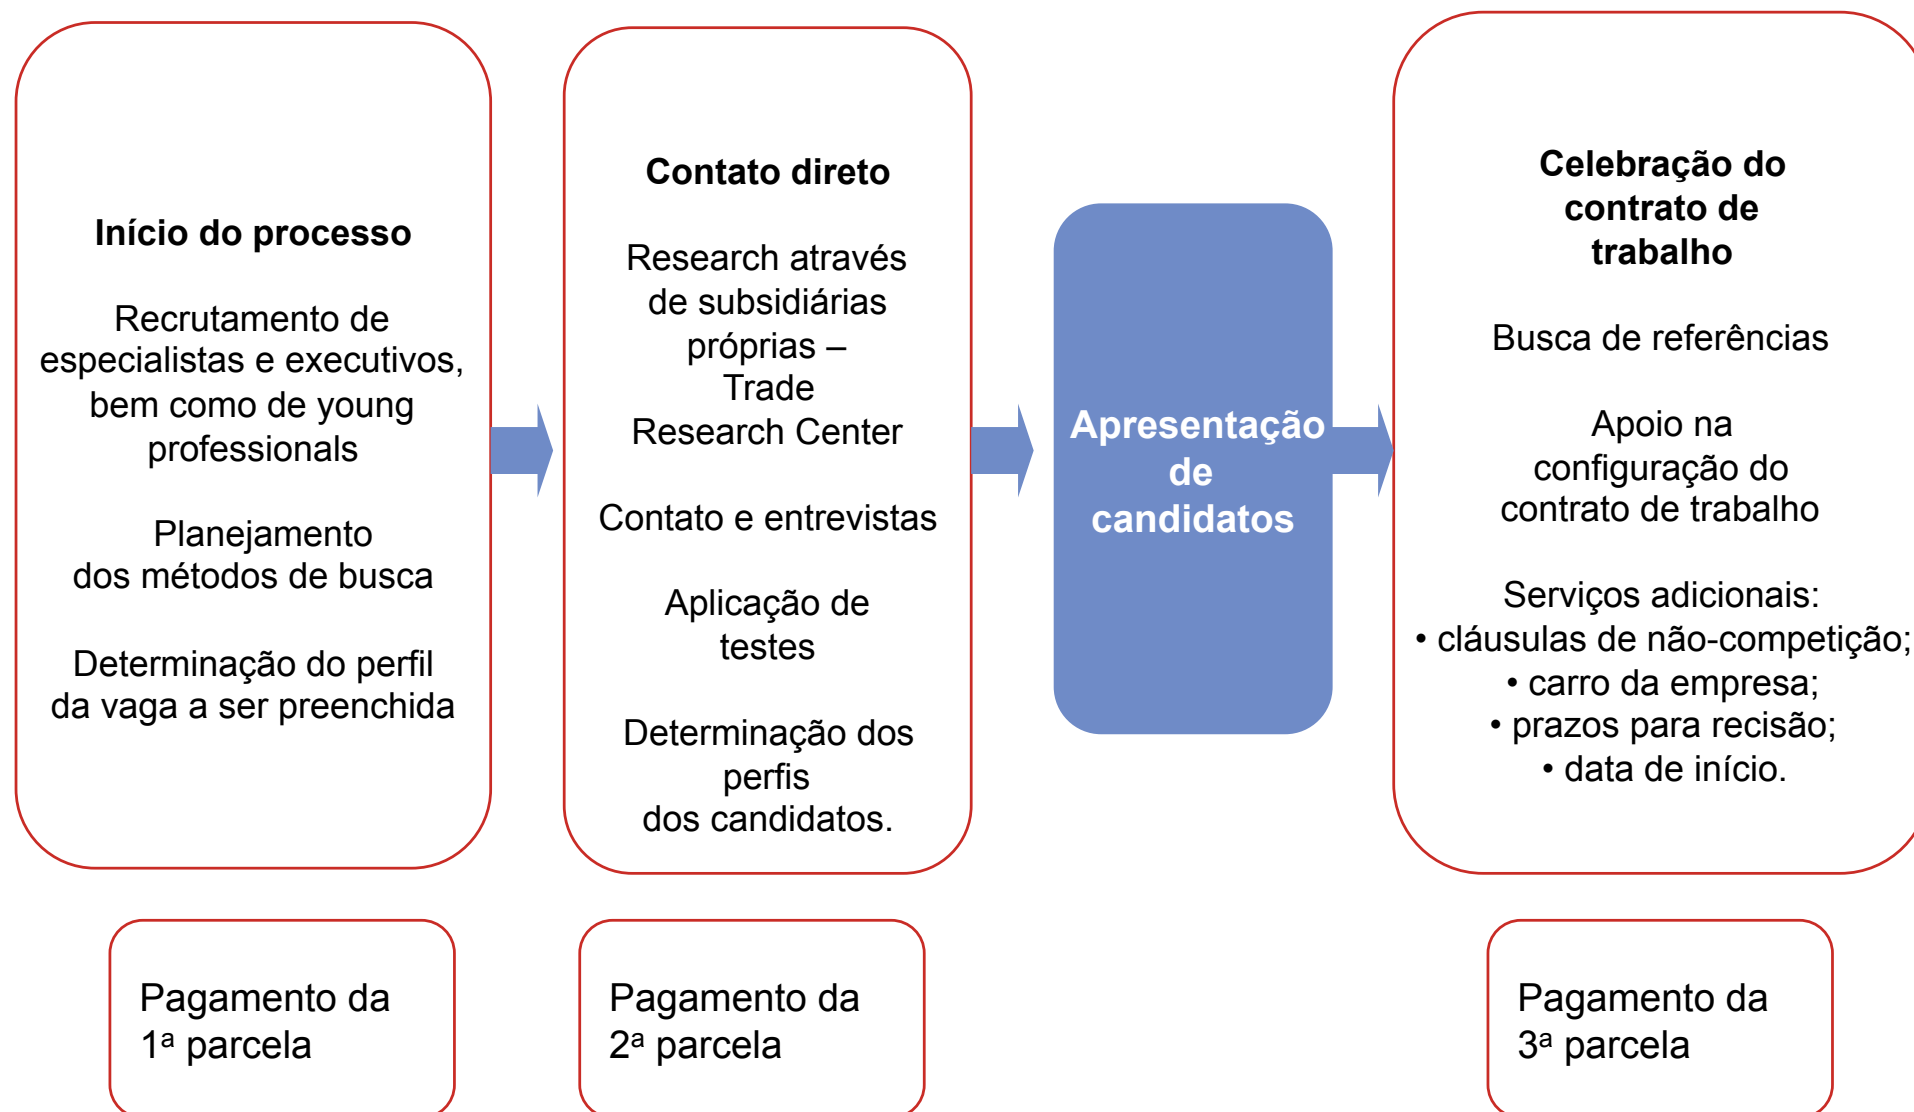 Início do processo
Recrutamento de
especialistas e executivos,
bem como de young
professionals
Planejamento
dos métodos de busca
Determinação do perfil
da vaga a ser preenchida
Contato direto
Research através
de subsidiárias
próprias –
Trade
Research Center
Contato e entrevistas
Aplicação de
testes
Determinação dos
perfis
dos candidatos.
Apresentação
de
candidatos
Celebração do
contrato de
trabalho
Busca de referências
Apoio na
configuração do
contrato de trabalho
Serviços adicionais:
• cláusulas de não-competição;
• carro da empresa;
• prazos para recisão;
• data de início.
Pagamento da
1ª parcela
Pagamento da
2ª parcela
Pagamento da
3ª parcela